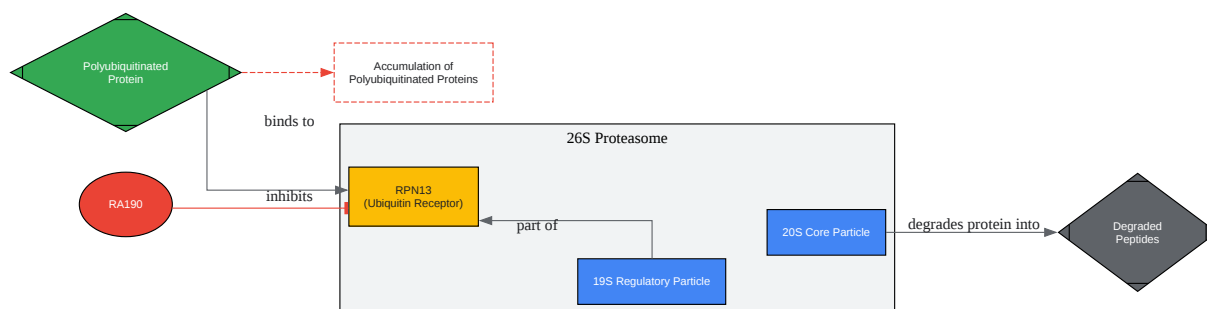 Polyubiquitinated
Protein
Accumulation of
Polyubiquitinated Proteins
binds to
26S Proteasome
RPN13
(Ubiquitin Receptor)
inhibits
RA190
part of
20S Core Particle
degrades protein into
Degraded
Peptides
19S Regulatory Particle